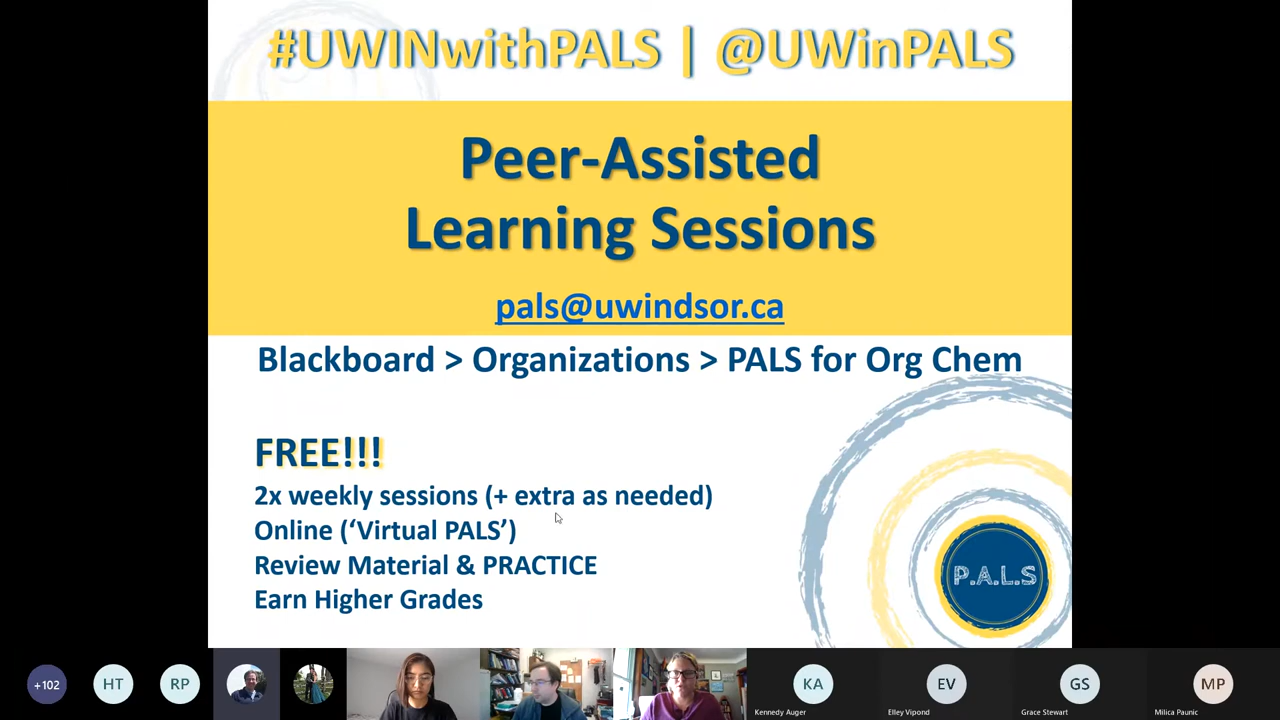 #UWINwithPALS | @UWinPALS
Peer-Assisted
Learning Sessions
pals@uwindsor.ca
Blackboard > Organizations > PALS for Org Chem
FREE!!!
2x weekly sessions (+ extra as needed)
Online (‘Virtual PALS’)
Review Material & PRACTICE
Earn Higher Grades
P.A.L.S
+102
HT
RP
KA
EV
GS
MP
Kennedy Auger
Elley Vipond
Grace Stewart
Milica Paunic